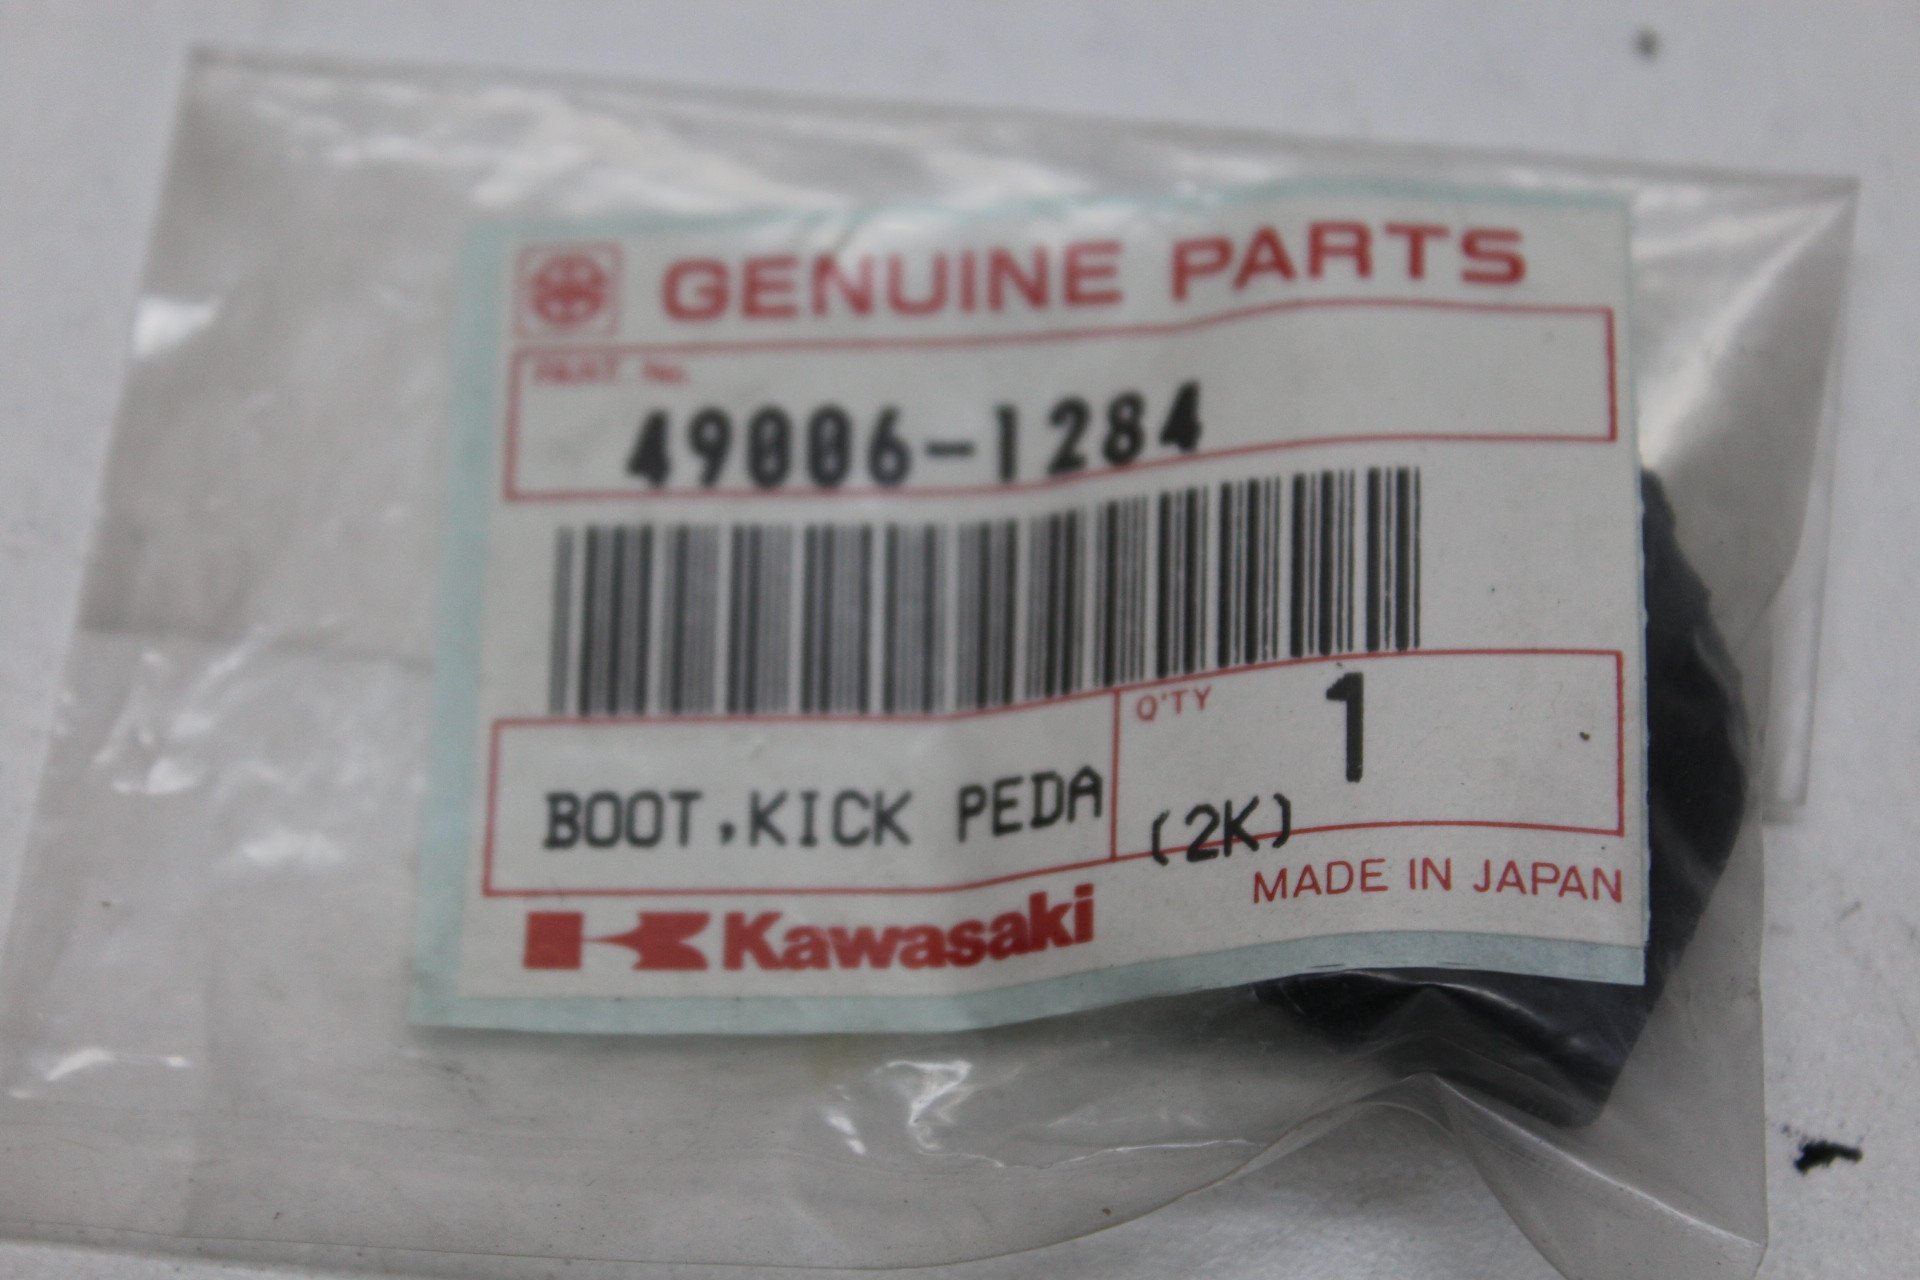 GENUINE PARTS
PART No.
49006-1284
Q'TY 1
BOOT,KICK PEDA
(2K)
MADE IN JAPAN
Kawasaki